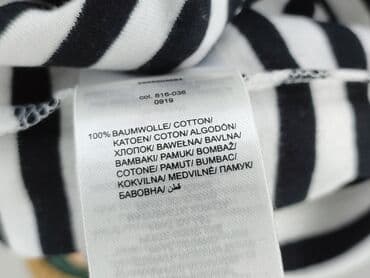 col. 816-036
0919
100% BAUMWOLLE/ COTTON/
KATOEN/ COTON/ ALGODÓN/
ХЛОПОК/ BAWEŁNA/ BAVLNA/
BAMBAKI/ PAMUK/ BOMBAŽ/
COTONE/ PAMUT/ BUMBAC/
KOKVILNA/ MEDVILNĖ/ ПАМУК/
БАВОВНА/ قطن